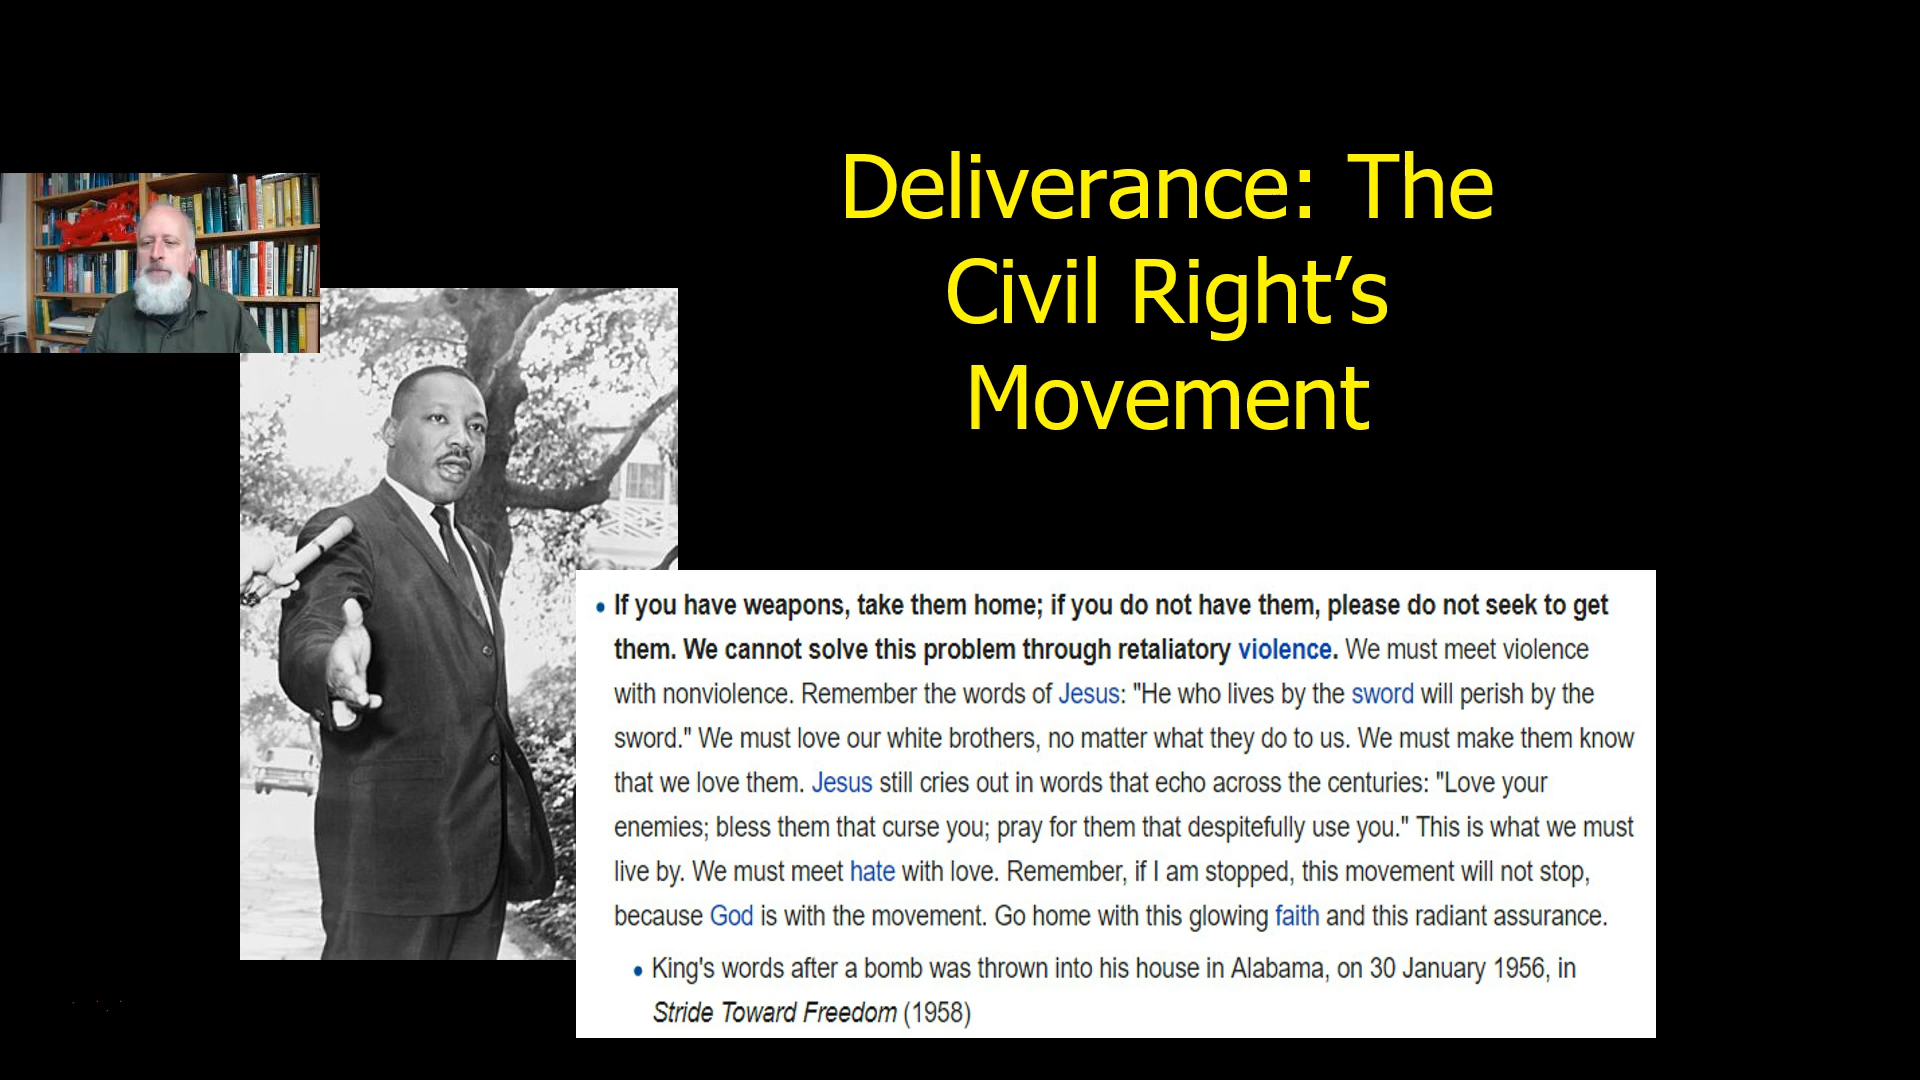 Deliverance: The
Civil Right’s
Movement
• If you have weapons, take them home; if you do not have them, please do not seek to get
them. We cannot solve this problem through retaliatory violence. We must meet violence
with nonviolence. Remember the words of Jesus: "He who lives by the sword will perish by the
sword." We must love our white brothers, no matter what they do to us. We must make them know
that we love them. Jesus still cries out in words that echo across the centuries: "Love your
enemies; bless them that curse you; pray for them that despitefully use you." This is what we must
live by. We must meet hate with love. Remember, if I am stopped, this movement will not stop,
because God is with the movement. Go home with this glowing faith and this radiant assurance.
• King's words after a bomb was thrown into his house in Alabama, on 30 January 1956, in
Stride Toward Freedom (1958)